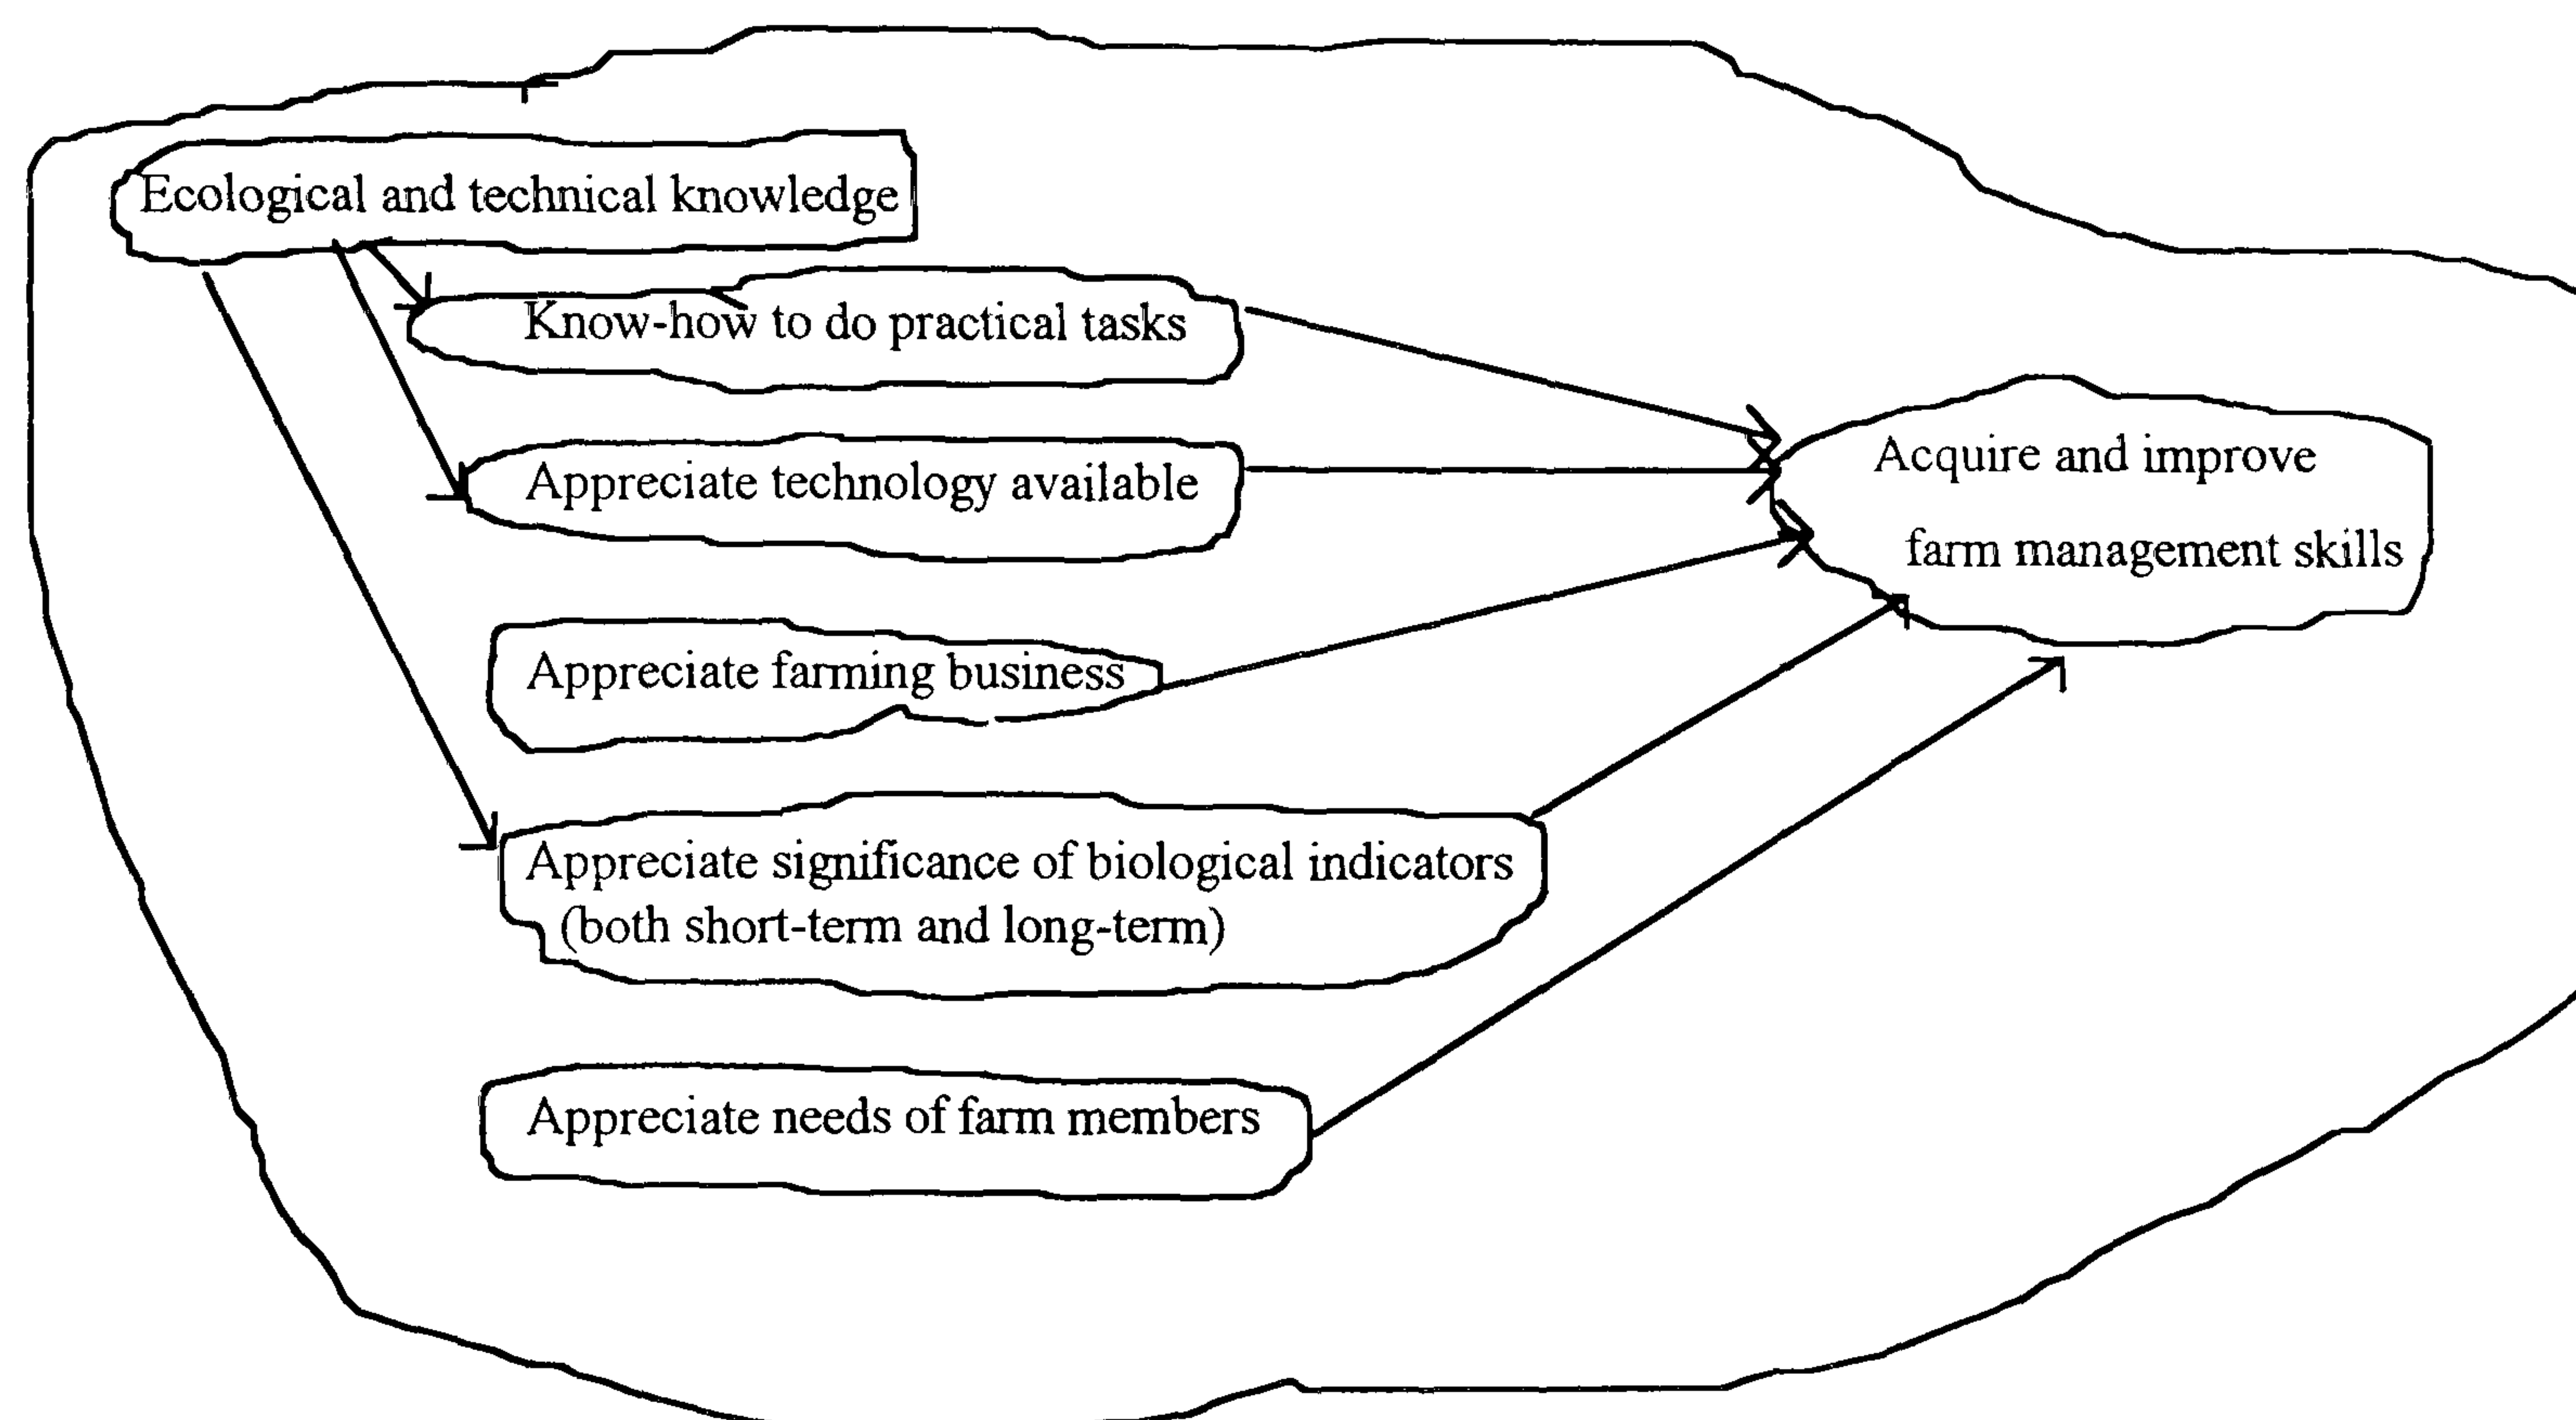 Ecological and technical knowledge
Know-how to do practical tasks
Appreciate technology available
Appreciate farming business
Appreciate significance of biological indicators
(both short-term and long-term)
Appreciate needs of farm members
Acquire and improve
farm management skills